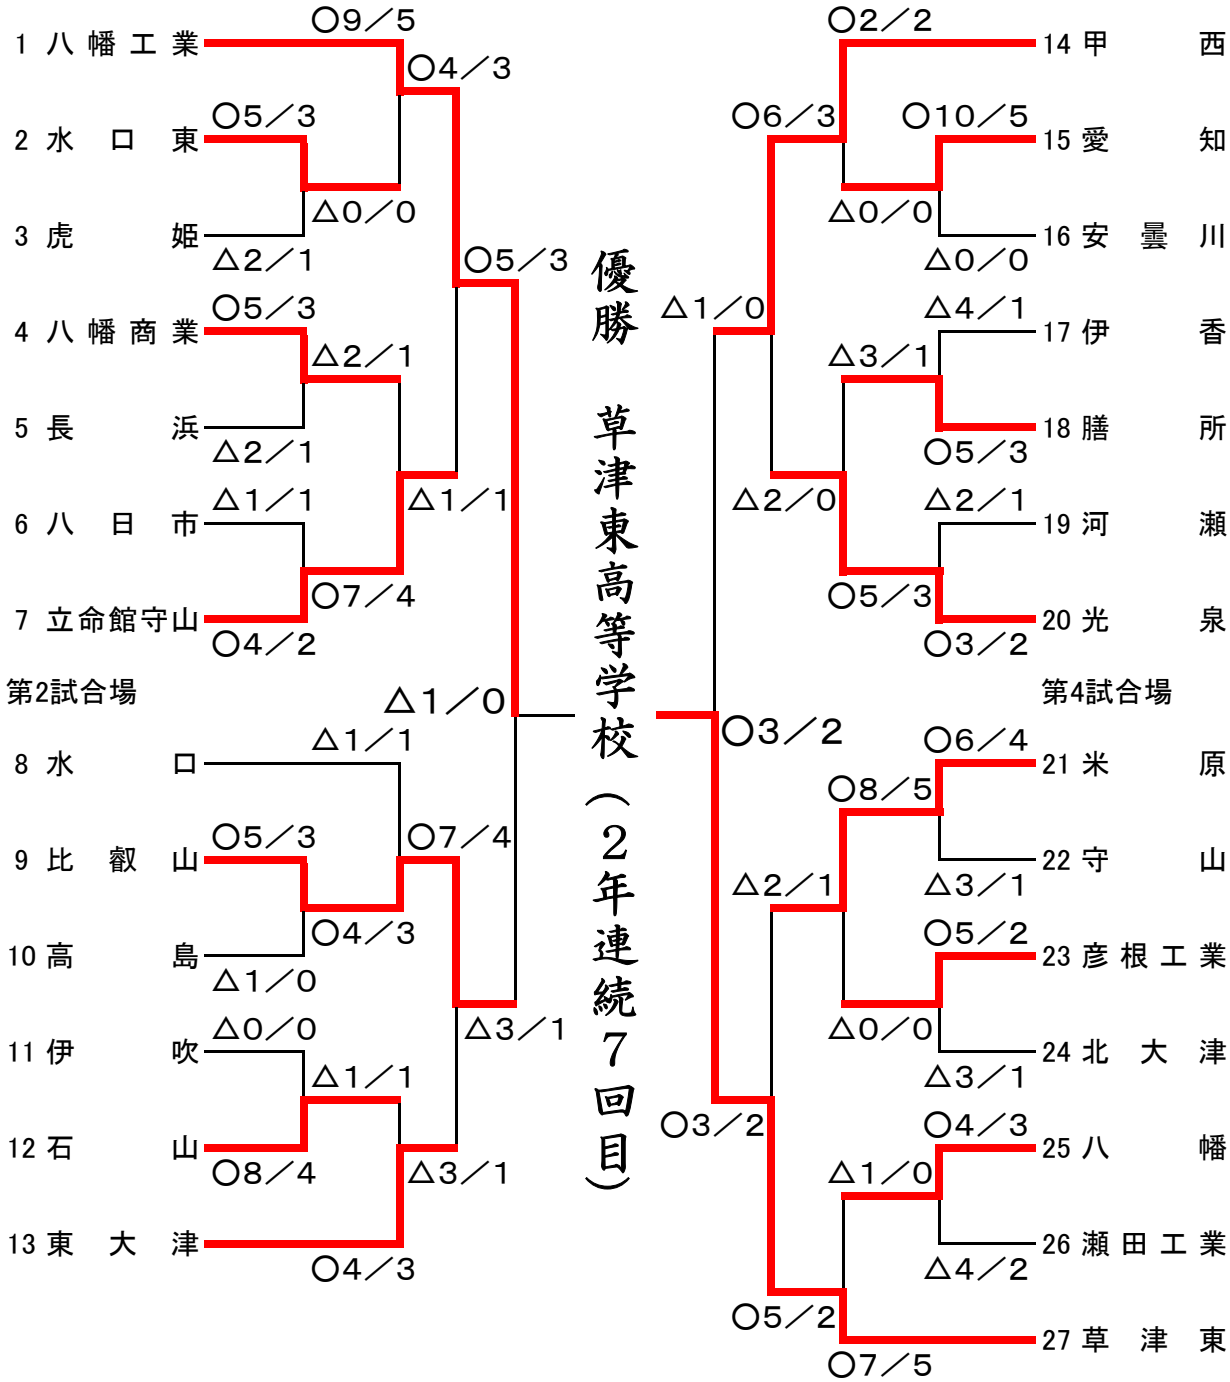 ○9／5
1 八幡工業
○4／3
○5／3
2 水口東
△0／0
3 虎姫
△2／1
○5／3
○5／3
4 八幡商業
△2／1
5 長浜
△2／1
△1／1
△1／1
6 八日市
○7／4
7 立命館守山
○4／2
第2試合場
△1／0
△1／1
8 水口
○5／3
○7／4
9 比叡山
○4／3
10 高島
△1／0
△0／0
△3／1
11 伊吹
△1／1
12 石山
○8／4
△3／1
13 東大津
○4／3
優勝 草津東高等学校（2年連続7回目）
○2／2
14 甲西
○6／3
○10／5
15 愛知
△0／0
16 安曇川
△0／0
△1／0
△4／1
17 伊香
△3／1
18 膳所
○5／3
△2／0
△2／1
19 河瀬
○5／3
20 光泉
○3／2
第4試合場
○3／2
○6／4
21 米原
○8／5
22 守山
△3／1
△2／1
○5／2
23 彦根工業
△0／0
24 北大津
△3／1
○3／2
○4／3
25 八幡
△1／0
26 瀬田工業
△4／2
○5／2
27 草津東
○7／5